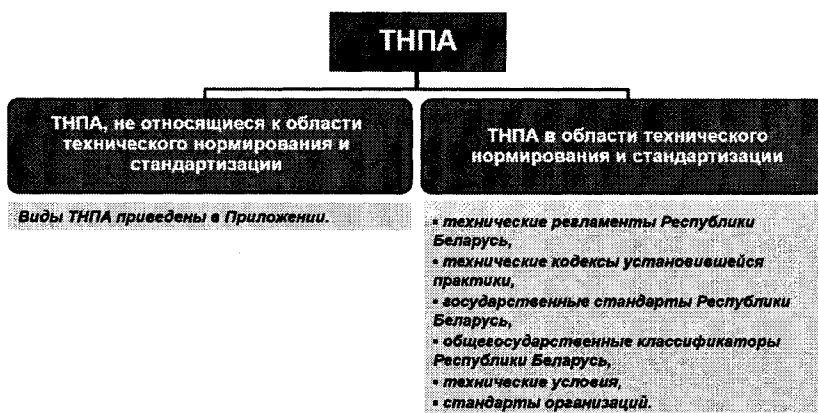 ТНПА
ТНПА, не относящиеся к области
технического нормирования и
стандартизации
Виды ТНПА приведены в Приложении.
ТНПА в области технического
нормирования и стандартизации
▪ технические регламенты Республики
Беларусь,
▪ технические кодексы установившейся
практики,
▪ государственные стандарты Республики
Беларусь,
▪ общегосударственные классификаторы
Республики Беларусь,
▪ технические условия,
▪ стандарты организаций.